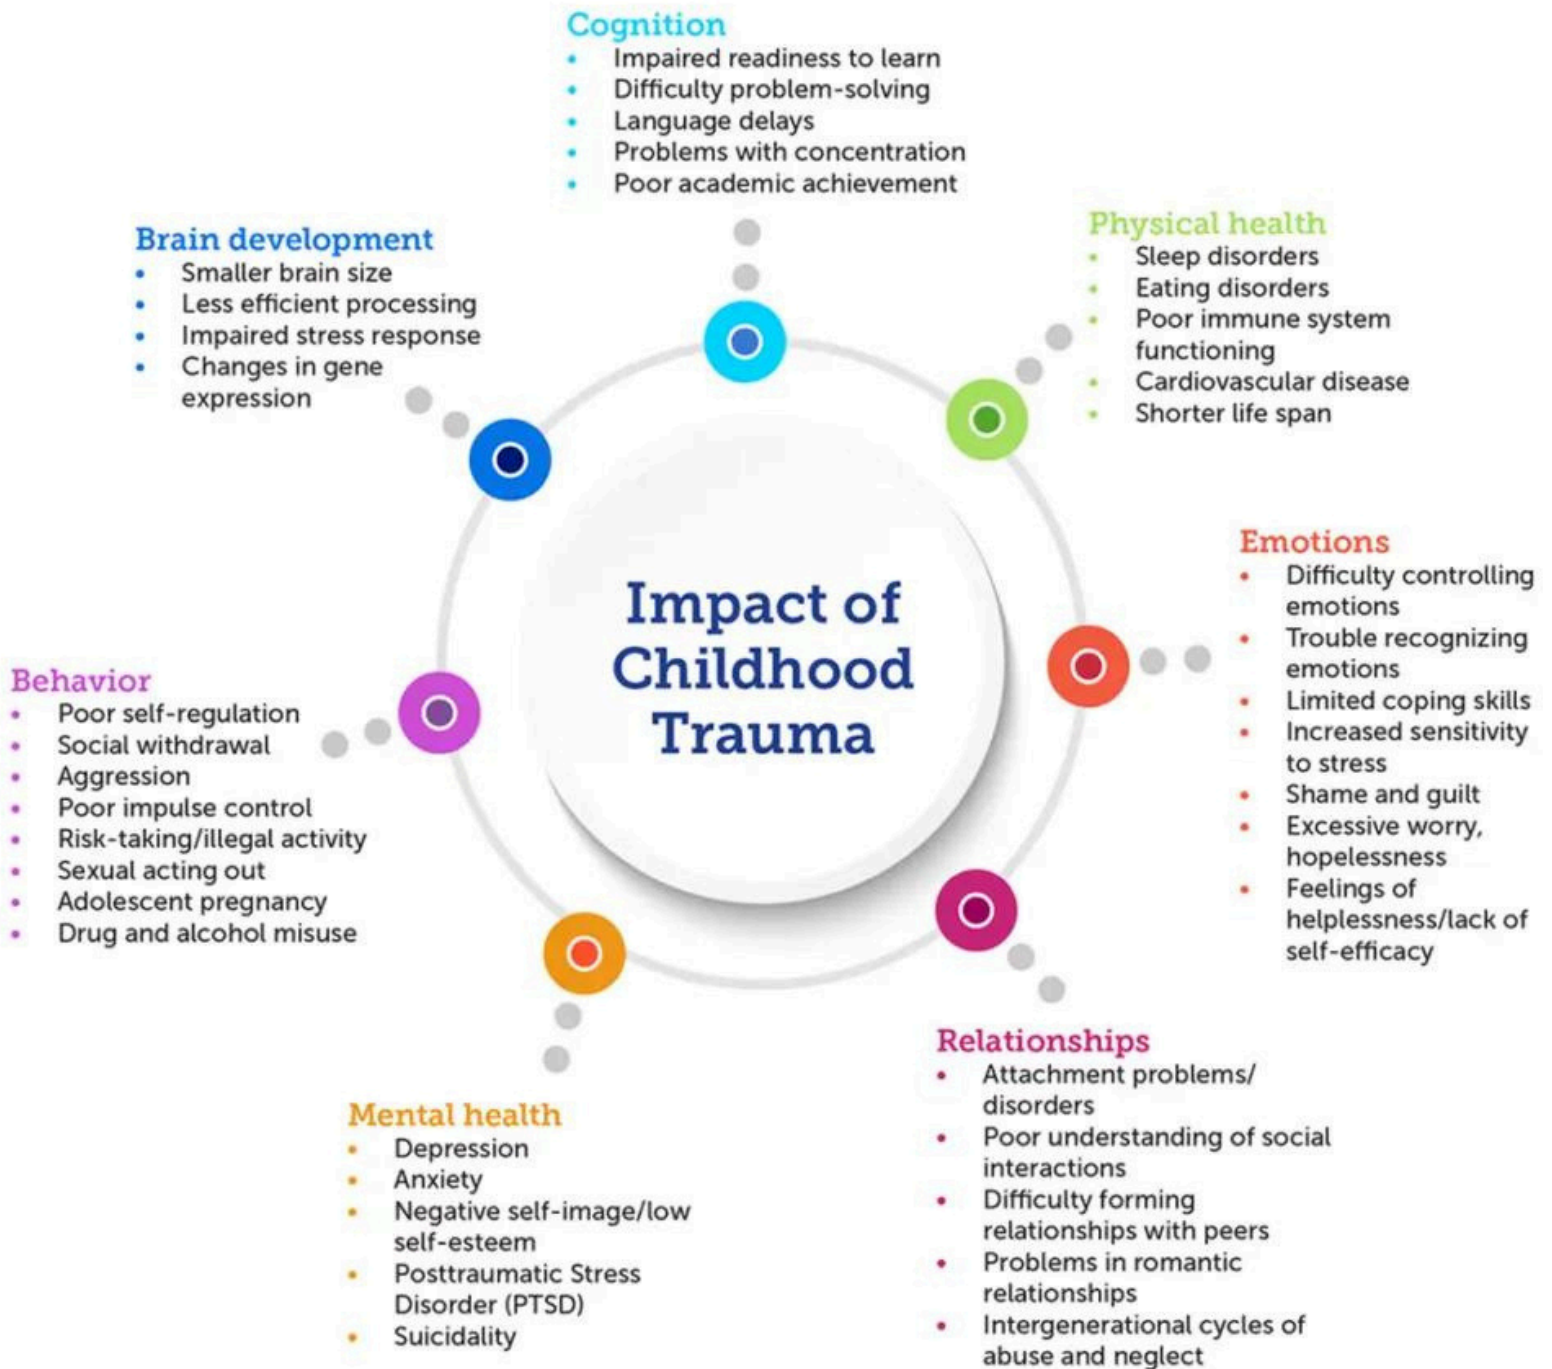 Cognition
• Impaired readiness to learn
• Difficulty problem-solving
• Language delays
• Problems with concentration
• Poor academic achievement
Physical health
• Sleep disorders
• Eating disorders
• Poor immune system
functioning
• Cardiovascular disease
• Shorter life span
Emotions
• Difficulty controlling
emotions
• Trouble recognizing
emotions
• Limited coping skills
• Increased sensitivity
to stress
• Shame and guilt
• Excessive worry,
hopelessness
• Feelings of
helplessness/lack of
self-efficacy
Relationships
• Attachment problems/
disorders
• Poor understanding of social
interactions
• Difficulty forming
relationships with peers
• Problems in romantic
relationships
• Intergenerational cycles of
abuse and neglect
Mental health
• Depression
• Anxiety
• Negative self-image/low
self-esteem
• Posttraumatic Stress
Disorder (PTSD)
• Suicidality
Behavior
• Poor self-regulation
• Social withdrawal
• Aggression
• Poor impulse control
• Risk-taking/illegal activity
• Sexual acting out
• Adolescent pregnancy
• Drug and alcohol misuse
Brain development
• Smaller brain size
• Less efficient processing
• Impaired stress response
• Changes in gene
expression
Impact of
Childhood
Trauma